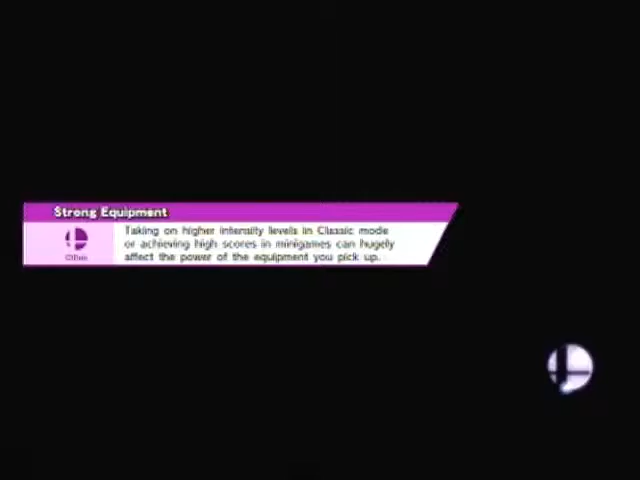 Strong Equipment
Taking on higher intensity levels in Classic mode
or achieving high scores in minigames can hugely
Other
affect the power of the equipment you pick up.